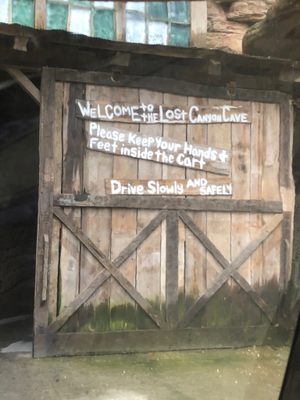 Welcome to the Lost Canyon Cave
Please Keep Your Hands &
Feet inside the Cart
Drive Slowly and Safely